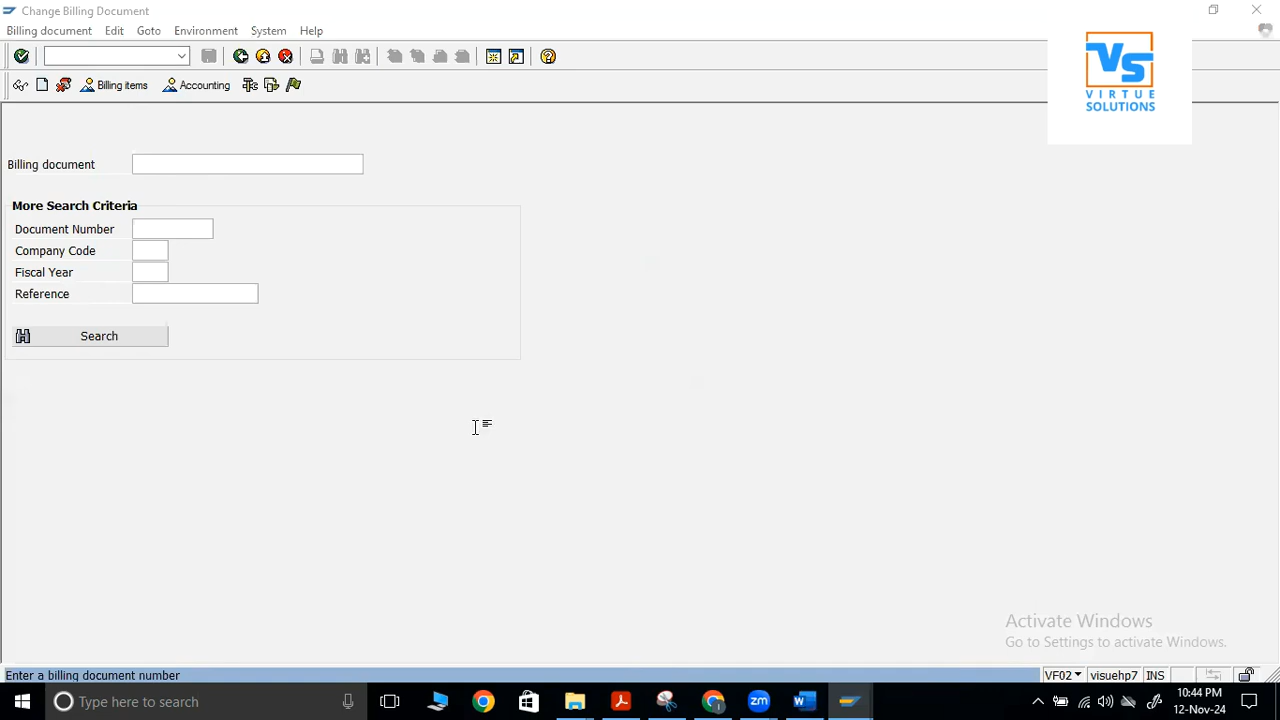 Change Billing Document
Billing document Edit Goto Environment System Help
Billing items Accounting
VS
VIRTUE
SOLUTIONS
Billing document
More Search Criteria
Document Number
Company Code
Fiscal Year
Reference
Search
Activate Windows
Go to Settings to activate Windows.
Enter a billing document number
VF02 visuehp7 INS
Type here to search
10:44 PM
12-Nov-24